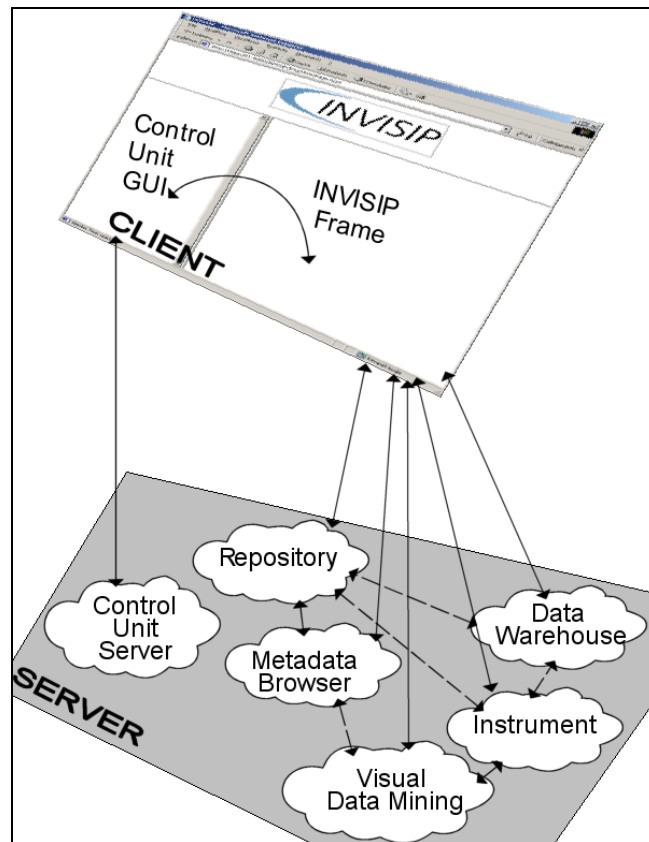 INVISIP
Control
Unit
GUI
INVISIP
Frame
CLIENT
Repository
Control
Unit
Server
Data
Warehouse
Metadata
Browser
Instrument
SERVER
Visual
Data Mining